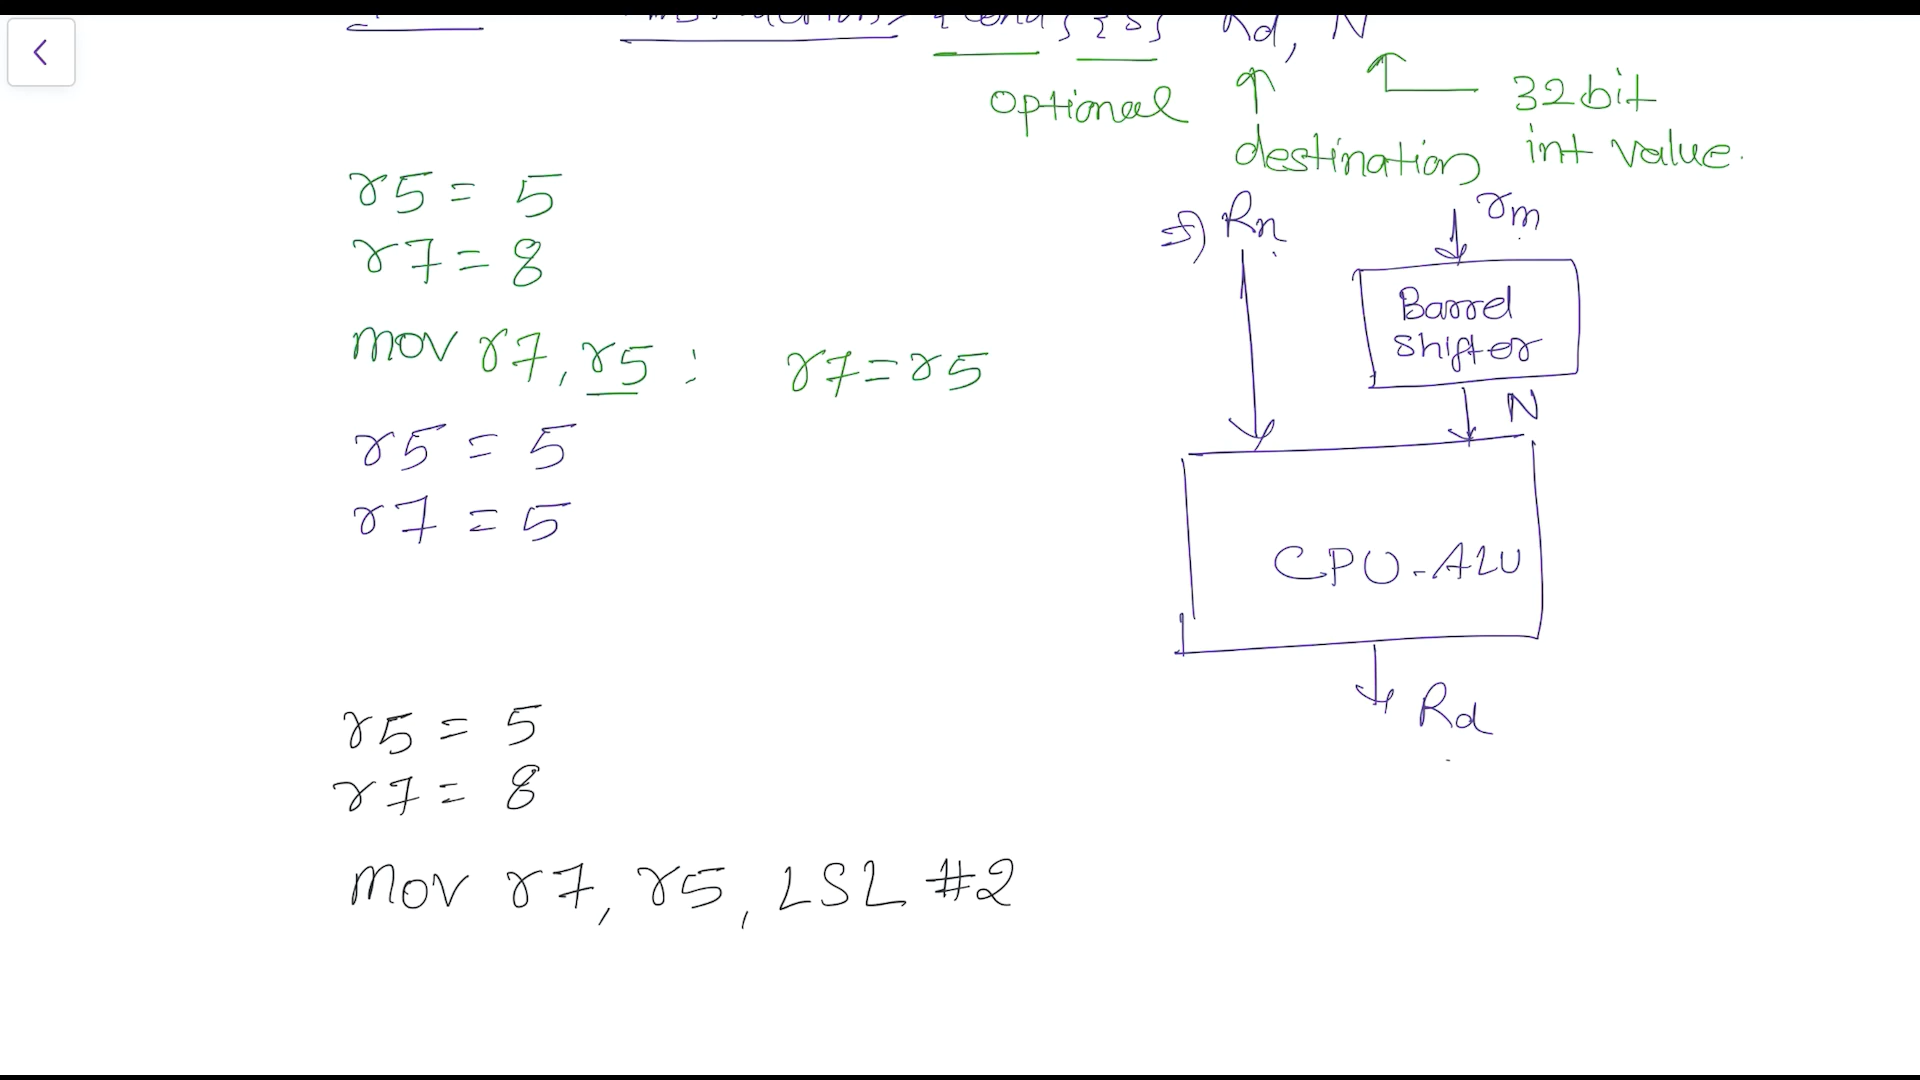 Rd, N
optional
destination
32bit
int value.
r5 = 5
r7 = 8
mov r7, r5 : r7 = r5
r5 = 5
r7 = 5
Rn
rm
Barrel
shifter
N
CPU-ALU
Rd
r5 = 5
r7 = 8
mov r7, r5, LSL #2